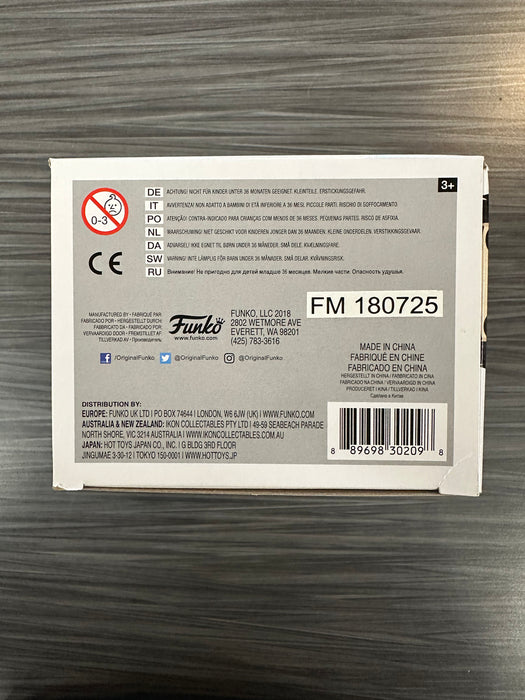 0-3
CE
DE ACHTUNG! NICHT FÜR KINDER UNTER 36 MONATEN GEEIGNET. KLEINTEILE. ERSTICKUNGSGEFAHR.
IT AVVERTENZA! NON ADATTO A BAMBINI DI ETÀ INFERIORE A 36 MESI. PICCOLE PARTI. RISCHIO DI SOFFOCAMENTO
PO ATENÇÃO! CONTRA-INDICADO PARA CRIANÇAS COM MENOS DE 36 MESES. PEQUENAS PARTES. RISCO DE ASFIXIA.
NL WAARSCHUWING! NIET GESCHIKT VOOR KINDEREN JONGER DAN 36 MAANDEN. KLEINE ONDERDELEN. VERSTIKKINGSGEVAAR.
DA ADVARSEL! IKKE EGNET TIL BØRN UNDER 36 MÅNEDER. SMÅ DELE. KVÆLNINGSFARE.
SW VARNING! INTE LÄMPLIG FÖR BARN UNDER 36 MÅNADER. SMÅ DELAR. KVÄVNINGSRISK.
RU Внимание! Не пригодно для детей младше 36 месяцев. Мелкие части. Опасность удушья.
3+
FM 180725
MANUFACTURED BY • FABRIQUÉ PAR
FABRICADO POR • HERGESTELLT DURCH:
FABBRICATO DA • FABRICADO POR:
VERVAARDIGD DOOR • FREMSTILLET AF
TILLVERKAD AV • Производитель:
Funko
www.funko.com
FUNKO, LLC 2018
2802 WETMORE AVE
EVERETT, WA 98201
(425) 783-3616
f /OriginalFunko @OriginalFunko @OriginalFunko
MADE IN CHINA
FABRIQUÉ EN CHINE
FABRICADO EN CHINA
HERGESTELLT IN CHINA / FABBRICATO IN CINA
FABRICADO NA CHINA / VERVAARDIGD IN CHINA
PRODUCERET I KINA / TILLVERKAD I KINA
Сделано в Китае
DISTRIBUTION BY:
EUROPE: FUNKO UK LTD | PO BOX 74644 | LONDON, W6 6JW (UK) | WWW.FUNKO.COM
AUSTRALIA & NEW ZEALAND: IKON COLLECTABLES PTY LTD | 49-59 SEABEACH PARADE
NORTH SHORE, VIC 3214 AUSTRALIA | WWW.IKONCOLLECTABLES.COM.AU
JAPAN: HOT TOYS JAPAN CO., INC. | G BLDG 3RD FLOOR
JINGUMAE 3-30-12 | TOKYO 150-0001 | WWW.HOTTOYS.JP
8 89698 30209 8